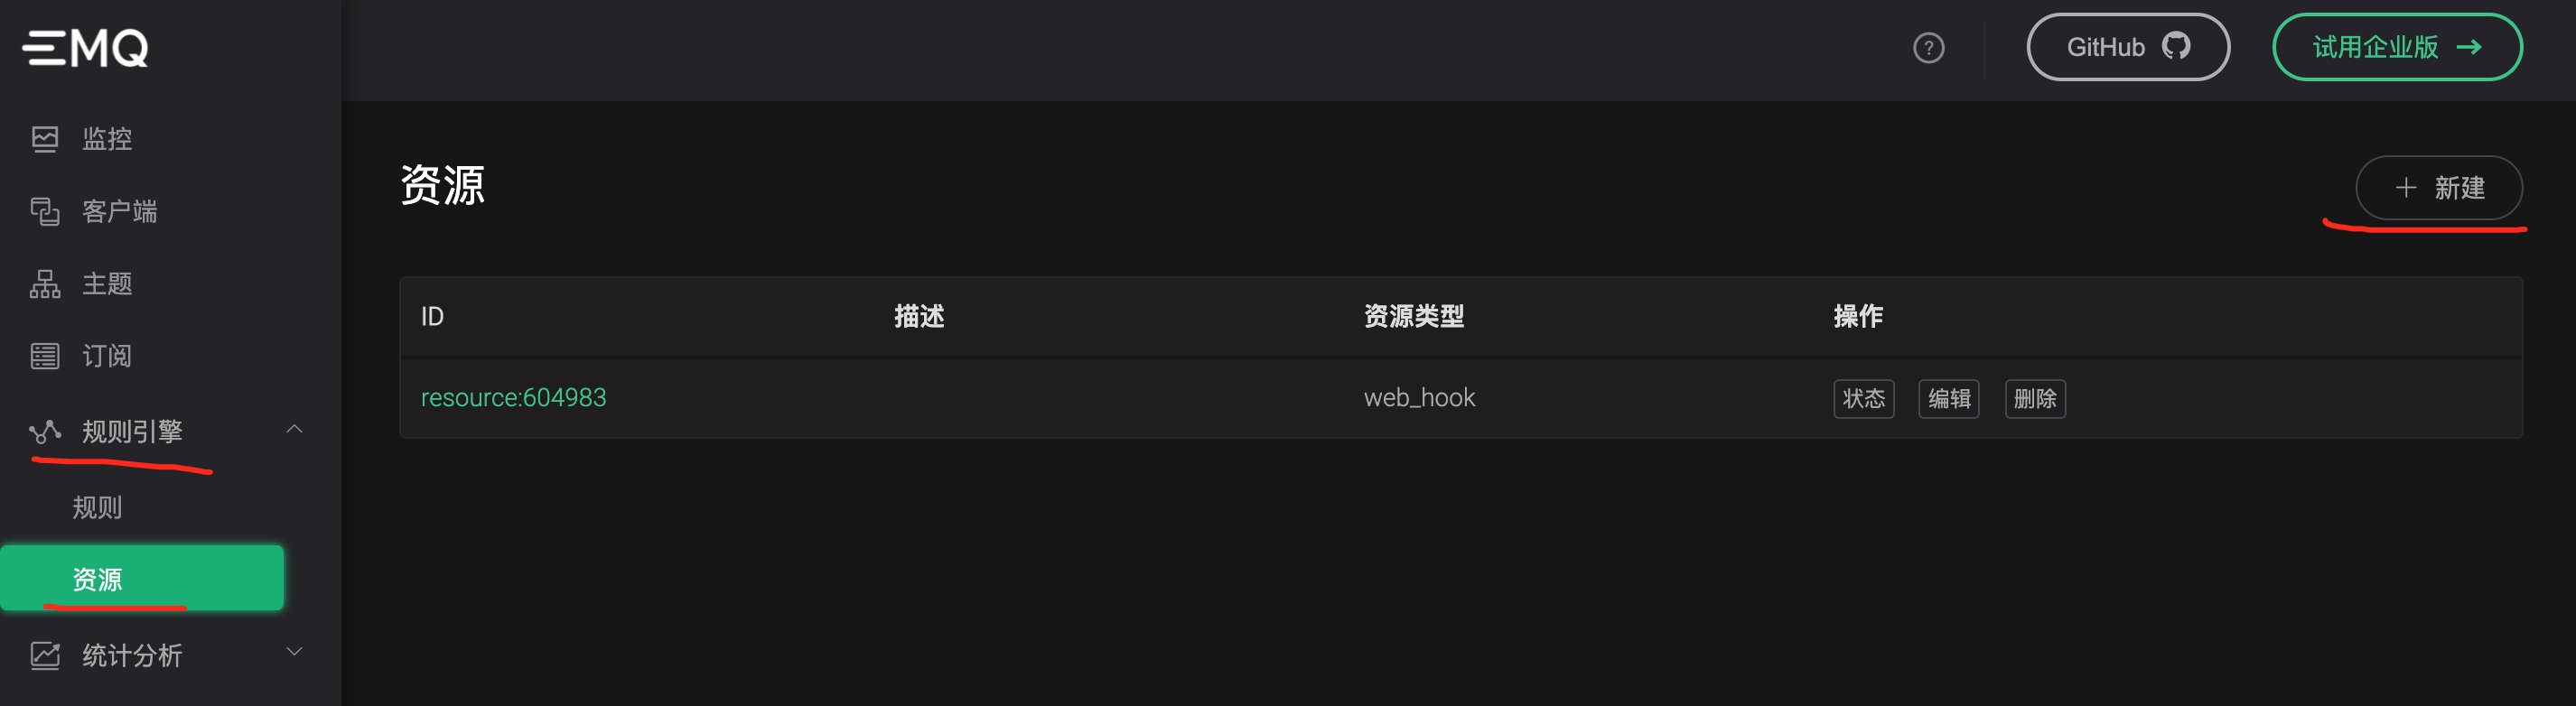 EMQ
监控
客户端
主题
订阅
规则引擎
规则
资源
统计分析
?
GitHub
试用企业版
资源
新建
ID 描述 资源类型 操作
resource:604983 web_hook 状态 编辑 删除